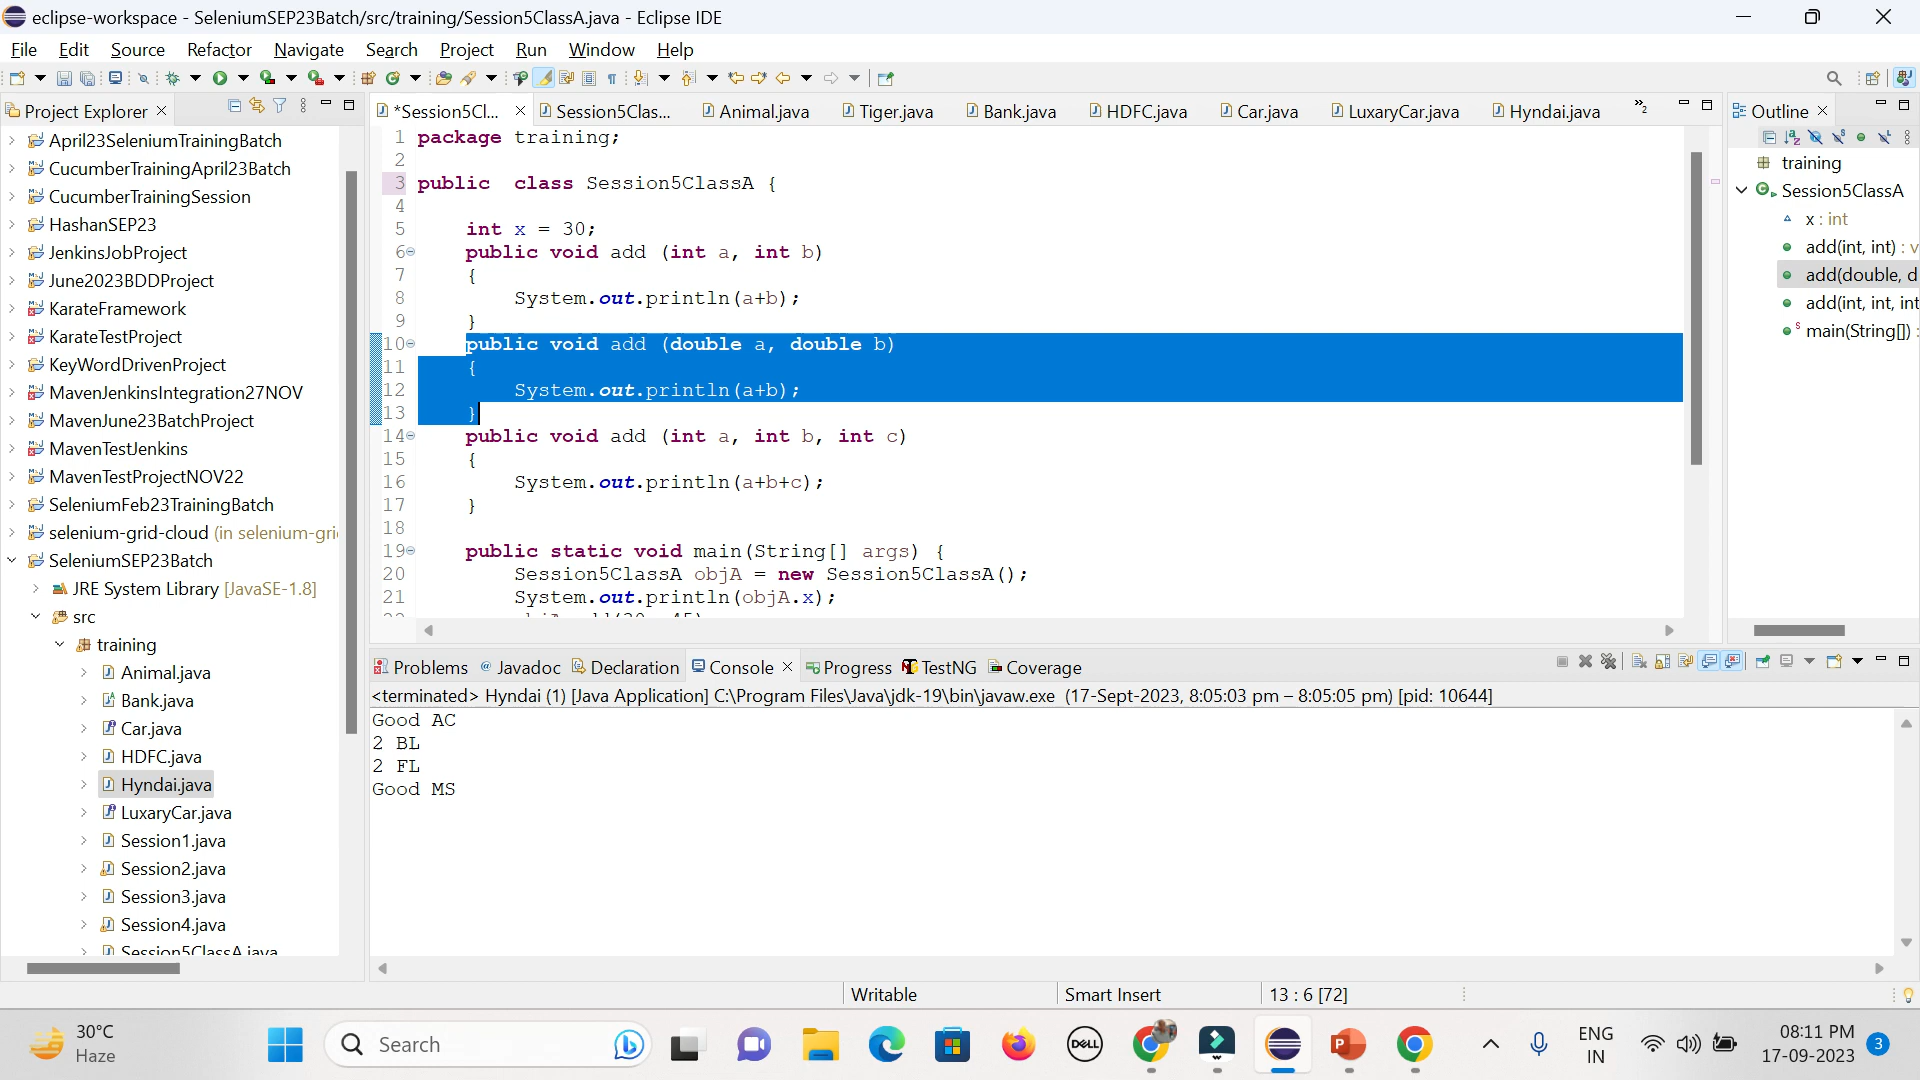 eclipse-workspace - SeleniumSEP23Batch/src/training/Session5ClassA.java - Eclipse IDE
File Edit Source Refactor Navigate Search Project Run Window Help
Project Explorer
April23SeleniumTrainingBatch
CucumberTrainingApril23Batch
CucumberTrainingSession
HashanSEP23
JenkinsJobProject
June2023BDDProject
KarateFramework
KarateTestProject
KeyWordDrivenProject
MavenJenkinsIntegration27NOV
MavenJune23BatchProject
MavenTestJenkins
MavenTestProjectNOV22
SeleniumFeb23TrainingBatch
selenium-grid-cloud (in selenium-gri
SeleniumSEP23Batch
JRE System Library [JavaSE-1.8]
src
training
Animal.java
Bank.java
Car.java
HDFC.java
Hyndai.java
LuxaryCar.java
Session1.java
Session2.java
Session3.java
Session4.java
Session5ClassA.java
*Session5Cl... Session5Clas... Animal.java Tiger.java Bank.java HDFC.java Car.java LuxaryCar.java Hyndai.java »2
1 package training;
2
3 public class Session5ClassA {
4
5 int x = 30;
6 public void add (int a, int b)
7 {
8 System.out.println(a+b);
9 }
10 public void add (double a, double b)
11 {
12 System.out.println(a+b);
13 }
14 public void add (int a, int b, int c)
15 {
16 System.out.println(a+b+c);
17 }
18
19 public static void main(String[] args) {
20 Session5ClassA objA = new Session5ClassA();
21 System.out.println(objA.x);
Outline
training
Session5ClassA
x : int
add(int, int) : v
add(double, d
add(int, int, int
S main(String[]) :
Problems @ Javadoc Declaration Console Progress TestNG Coverage
<terminated> Hyndai (1) [Java Application] C:\Program Files\Java\jdk-19\bin\javaw.exe (17-Sept-2023, 8:05:03 pm – 8:05:05 pm) [pid: 10644]
Good AC
2 BL
2 FL
Good MS
Writable Smart Insert 13 : 6 [72]
30°C
Haze
Search
DELL
ENG
IN
08:11 PM
17-09-2023
3